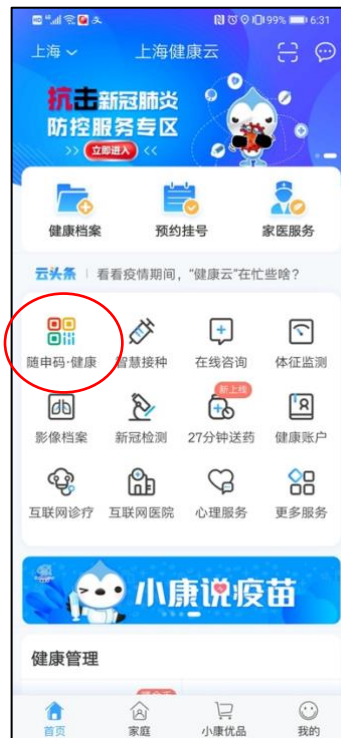 99% 6:31
上海
上海健康云
抗击新冠肺炎
防控服务专区
>> 立即进入 <<
健康档案 预约挂号 家医服务
云头条 看看疫情期间，"健康云"在忙些啥？
随申码·健康 智慧接种 在线咨询 体征监测
新上线
影像档案 新冠检测 27分钟送药 健康账户
互联网诊疗 互联网医院 心理服务 更多服务
小康说疫苗
健康管理
首页 家庭 小康优品 我的